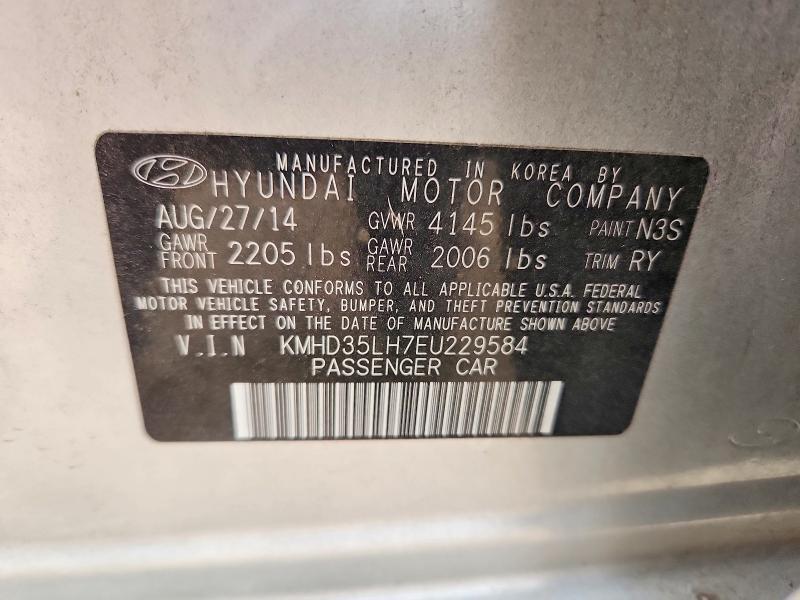 MANUFACTURED IN KOREA BY
HYUNDAI MOTOR COMPANY
AUG/27/14 GVWR 4145 lbs PAINT N3S
GAWR FRONT 2205 lbs GAWR REAR 2006 lbs TRIM RY
THIS VEHICLE CONFORMS TO ALL APPLICABLE U.S.A. FEDERAL
MOTOR VEHICLE SAFETY, BUMPER, AND THEFT PREVENTION STANDARDS
IN EFFECT ON THE DATE OF MANUFACTURE SHOWN ABOVE
V.I.N KMHD35LH7EU229584
PASSENGER CAR